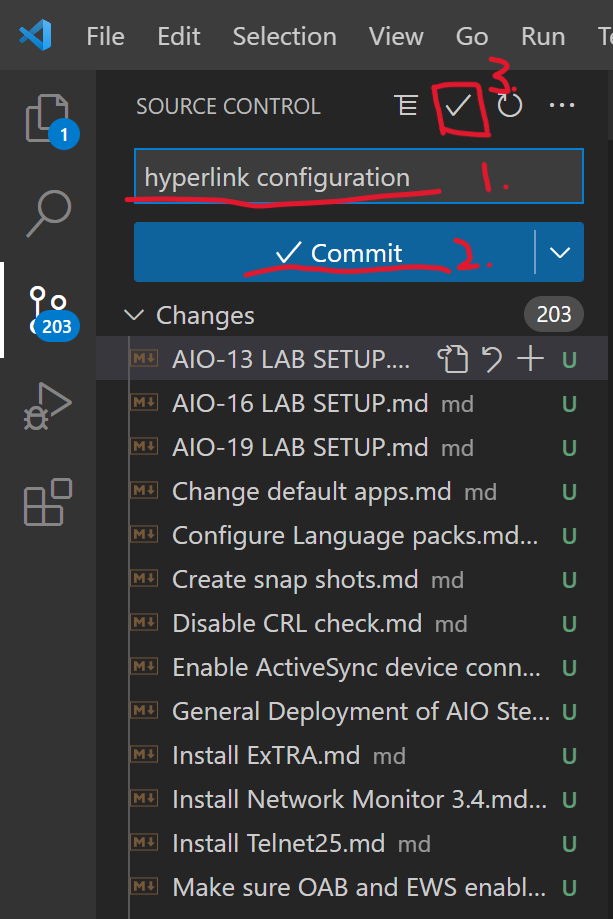 File Edit Selection View Go Run Te
1
SOURCE CONTROL
3.
hyperlink configuration 1.
Commit 2.
203
Changes 203
M AIO-13 LAB SETUP.... U
M AIO-16 LAB SETUP.md md U
M AIO-19 LAB SETUP.md md U
M Change default apps.md md U
M Configure Language packs.md... U
M Create snap shots.md md U
M Disable CRL check.md md U
M Enable ActiveSync device conn... U
M General Deployment of AIO Ste... U
M Install ExTRA.md md U
M Install Network Monitor 3.4.md... U
M Install Telnet25.md md U
M Make sure OAB and EWS enabl... U